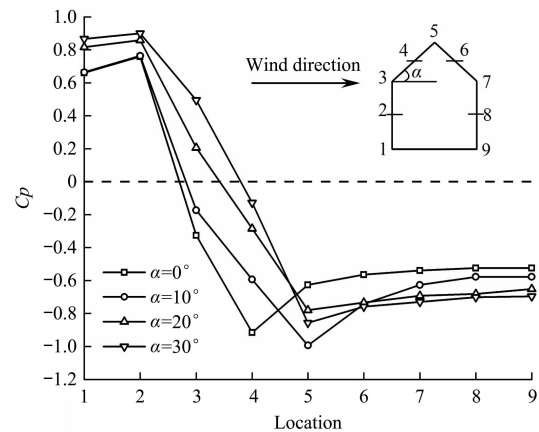 1.0
0.8
0.6
0.4
0.2
0
−0.2
−0.4
−0.6
−0.8
−1.0
−1.2
Cp
Wind direction
5
4
6
3
α
7
2
8
1
9
α=0°
α=10°
α=20°
α=30°
1 2 3 4 5 6 7 8 9
Location